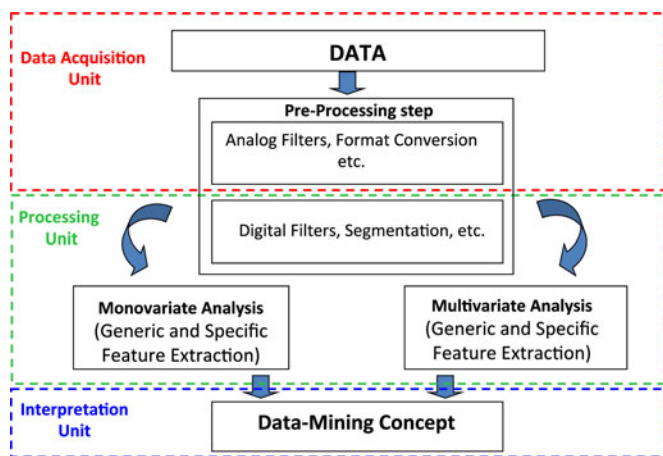 Data Acquisition
Unit
DATA
Pre-Processing step
Analog Filters, Format Conversion
etc.
Processing
Unit
Digital Filters, Segmentation, etc.
Monovariate Analysis
(Generic and Specific
Feature Extraction)
Multivariate Analysis
(Generic and Specific
Feature Extraction)
Interpretation
Unit
Data-Mining Concept